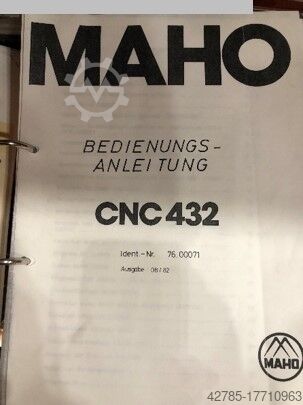 MAHO
BEDIENUNGS-
ANLEITUNG
CNC 432
Ident.-Nr. 76.00071
Ausgabe 08/82
MAHO
42785-17710963